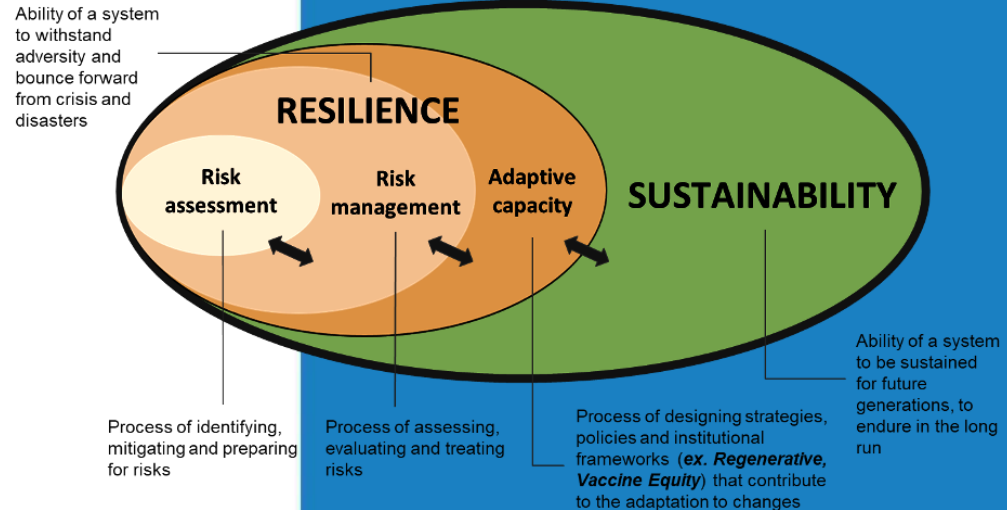 Ability of a system
to withstand
adversity and
bounce forward
from crisis and
disasters
RESILIENCE
Risk
assessment
Risk
management
Adaptive
capacity
SUSTAINABILITY
Ability of a system
to be sustained
for future
generations, to
endure in the long
run
Process of identifying,
mitigating and preparing
for risks
Process of assessing,
evaluating and treating
risks
Process of designing strategies,
policies and institutional
frameworks (ex. Regenerative,
Vaccine Equity) that contribute
to the adaptation to changes